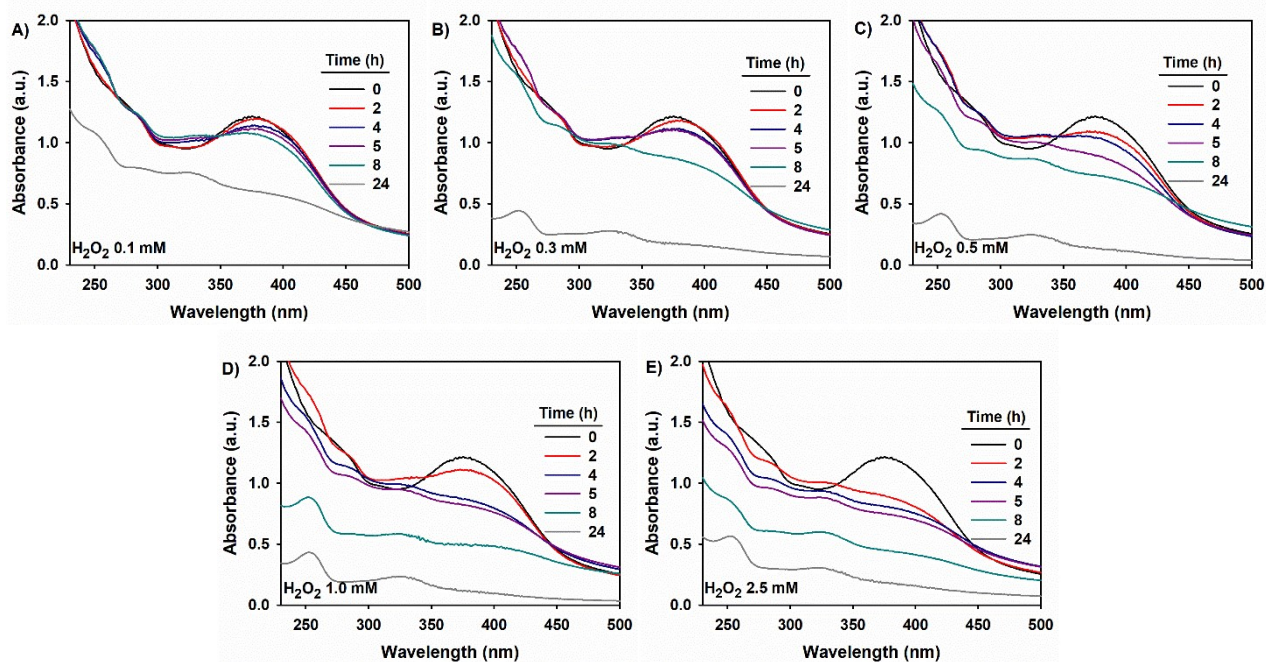 A)
2.0
1.5
1.0
0.5
0.0
Absorbance (a.u.)
Time (h)
0
2
4
5
8
24
H₂O₂ 0.1 mM
250 300 350 400 450 500
Wavelength (nm)
B)
2.0
1.5
1.0
0.5
0.0
Absorbance (a.u.)
Time (h)
0
2
4
5
8
24
H₂O₂ 0.3 mM
250 300 350 400 450 500
Wavelength (nm)
C)
2.0
1.5
1.0
0.5
0.0
Absorbance (a.u.)
Time (h)
0
2
4
5
8
24
H₂O₂ 0.5 mM
250 300 350 400 450 500
Wavelength (nm)
D)
2.0
1.5
1.0
0.5
0.0
Absorbance (a.u.)
Time (h)
0
2
4
5
8
24
H₂O₂ 1.0 mM
250 300 350 400 450 500
Wavelength (nm)
E)
2.0
1.5
1.0
0.5
0.0
Absorbance (a.u.)
Time (h)
0
2
4
5
8
24
H₂O₂ 2.5 mM
250 300 350 400 450 500
Wavelength (nm)